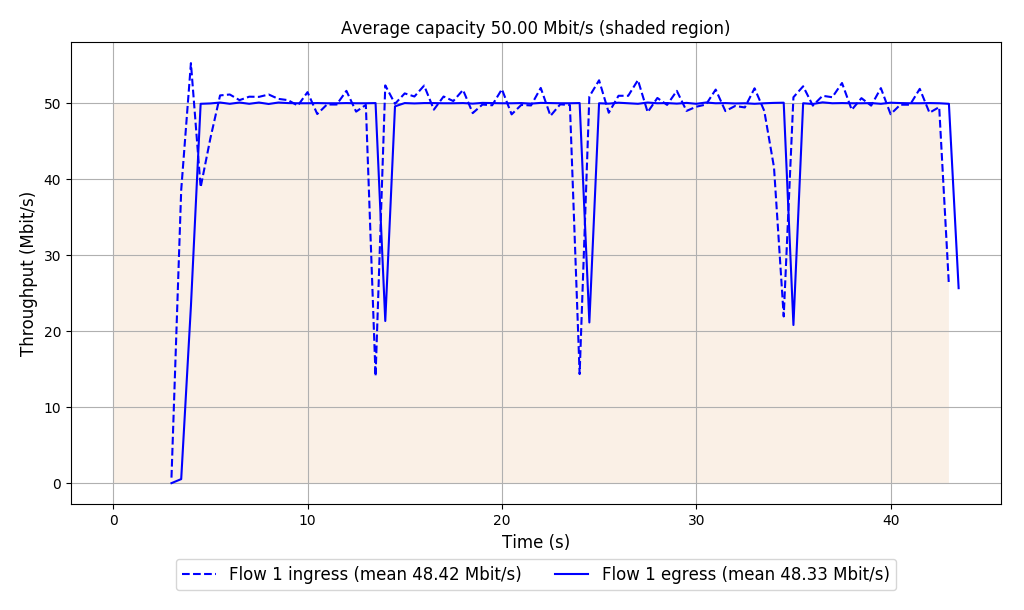 Average capacity 50.00 Mbit/s (shaded region)
Throughput (Mbit/s)
50
40
30
20
10
0
0 10 20 30 40
Time (s)
Flow 1 ingress (mean 48.42 Mbit/s) Flow 1 egress (mean 48.33 Mbit/s)